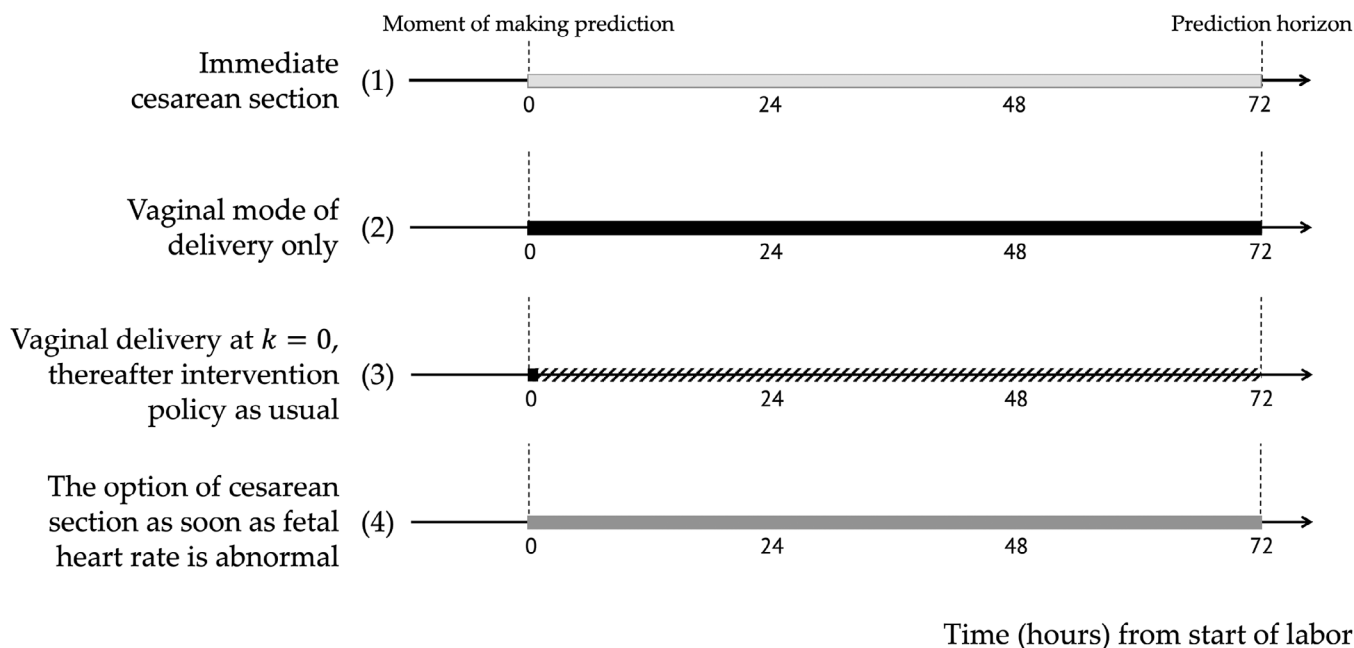 Moment of making prediction
Prediction horizon
Immediate
cesarean section
(1)
0 24 48 72
Vaginal mode of
delivery only
(2)
0 24 48 72
Vaginal delivery at k = 0,
thereafter intervention
policy as usual
(3)
0 24 48 72
The option of cesarean
section as soon as fetal
heart rate is abnormal
(4)
0 24 48 72
Time (hours) from start of labor